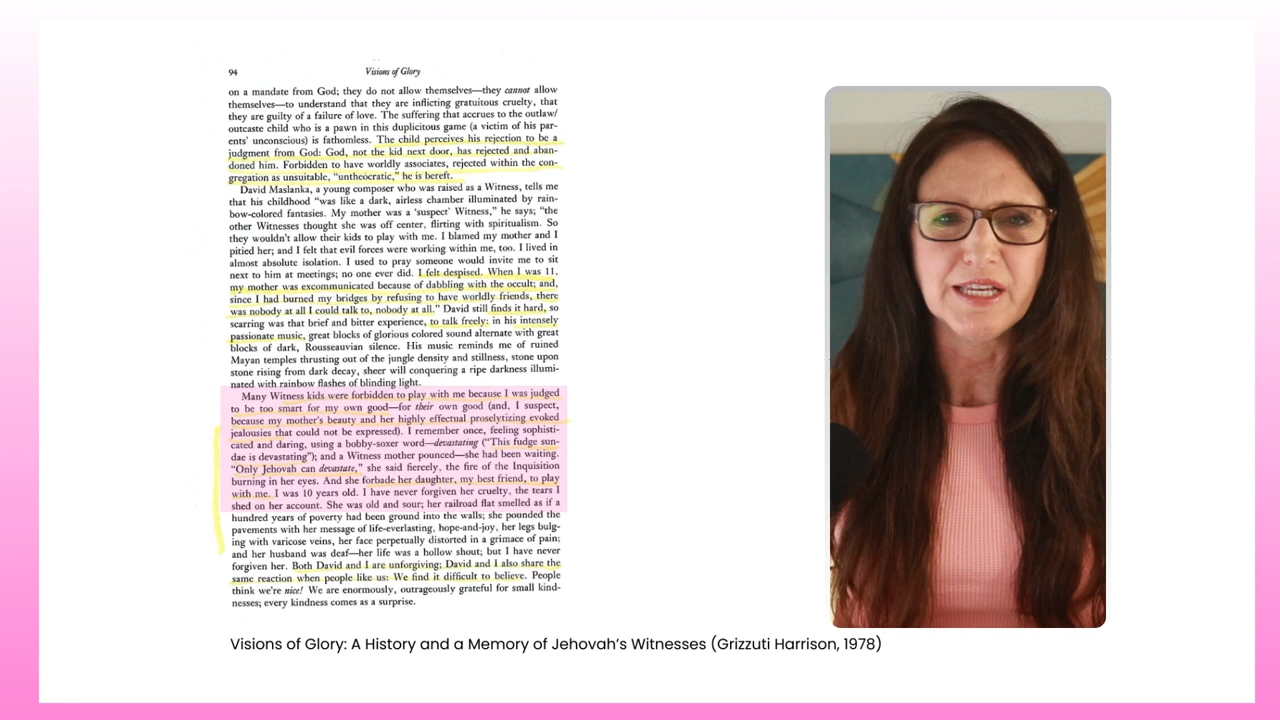 94 Visions of Glory
on a mandate from God; they do not allow themselves—they cannot allow
themselves—to understand that they are inflicting gratuitous cruelty, that
they are guilty of a failure of love. The suffering that accrues to the outlaw/
outcaste child who is a pawn in this duplicitous game (a victim of his par-
ents' unconscious) is fathomless. The child perceives his rejection to be a
judgment from God: God, not the kid next door, has rejected and aban-
doned him. Forbidden to have worldly associates, rejected within the con-
gregation as unsuitable, "untheocratic," he is bereft.
David Maslanka, a young composer who was raised as a Witness, tells me
that his childhood "was like a dark, airless chamber illuminated by rain-
bow-colored fantasies. My mother was a 'suspect' Witness," he says; "the
other Witnesses thought she was off center, flirting with spiritualism. So
they wouldn't allow their kids to play with me. I blamed my mother and I
pitied her; and I felt that evil forces were working within me, too. I lived in
almost absolute isolation. I used to pray someone would invite me to sit
next to him at meetings; no one ever did. I felt despised. When I was 11,
my mother was excommunicated because of dabbling with the occult; and,
since I had burned my bridges by refusing to have worldly friends, there
was nobody at all I could talk to, nobody at all." David still finds it hard, so
scarring was that brief and bitter experience, to talk freely: in his intensely
passionate music, great blocks of glorious colored sound alternate with great
blocks of dark, Rousseauvian silence. His music reminds me of ruined
Mayan temples thrusting out of the jungle density and stillness, stone upon
stone rising from dark decay, sheer will conquering a ripe darkness illumi-
nated with rainbow flashes of blinding light.
Many Witness kids were forbidden to play with me because I was judged
to be too smart for my own good—for their own good (and, I suspect,
because my mother's beauty and her highly effectual proselytizing evoked
jealousies that could not be expressed). I remember once, feeling sophisti-
cated and daring, using a bobby-soxer word—devastating ("This fudge sun-
dae is devastating"); and a Witness mother pounced—she had been waiting.
"Only Jehovah can devastate," she said fiercely, the fire of the Inquisition
burning in her eyes. And she forbade her daughter, my best friend, to play
with me. I was 10 years old. I have never forgiven her cruelty, the tears I
shed on her account. She was old and sour; her railroad flat smelled as if a
hundred years of poverty had been ground into the walls; she pounded the
pavements with her message of life-everlasting, hope-and-joy, her legs bulg-
ing with varicose veins, her face perpetually distorted in a grimace of pain;
and her husband was deaf—her life was a hollow shout; but I have never
forgiven her. Both David and I are unforgiving; David and I also share the
same reaction when people like us: We find it difficult to believe. People
think we're nice! We are enormously, outrageously grateful for small kind-
nesses; every kindness comes as a surprise.
Visions of Glory: A History and a Memory of Jehovah's Witnesses (Grizzuti Harrison, 1978)